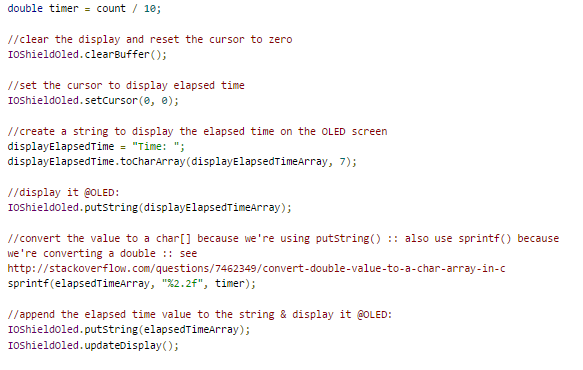 double timer = count / 10;
//clear the display and reset the cursor to zero
IOShieldOled.clearBuffer();
//set the cursor to display elapsed time
IOShieldOled.setCursor(0, 0);
//create a string to display the elapsed time on the OLED screen
displayElapsedTime = "Time: ";
displayElapsedTime.toCharArray(displayElapsedTimeArray, 7);
//display it @OLED:
IOShieldOled.putString(displayElapsedTimeArray);
//convert the value to a char[] because we're using putString() :: also use sprintf() because
we're converting a double :: see
http://stackoverflow.com/questions/7462349/convert-double-value-to-a-char-array-in-c
sprintf(elapsedTimeArray, "%2.2f", timer);
//append the elapsed time value to the string & display it @OLED:
IOShieldOled.putString(elapsedTimeArray);
IOShieldOled.updateDisplay();